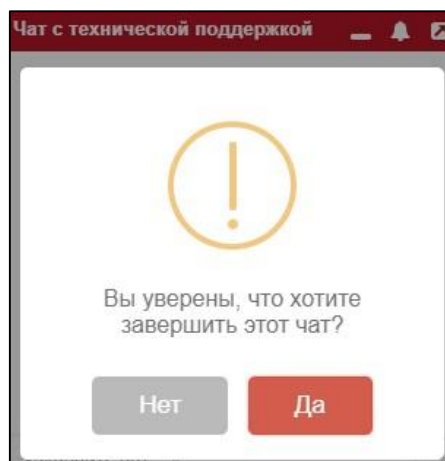 Чат с технической поддержкой
Вы уверены, что хотите
завершить этот чат?
Нет
Да